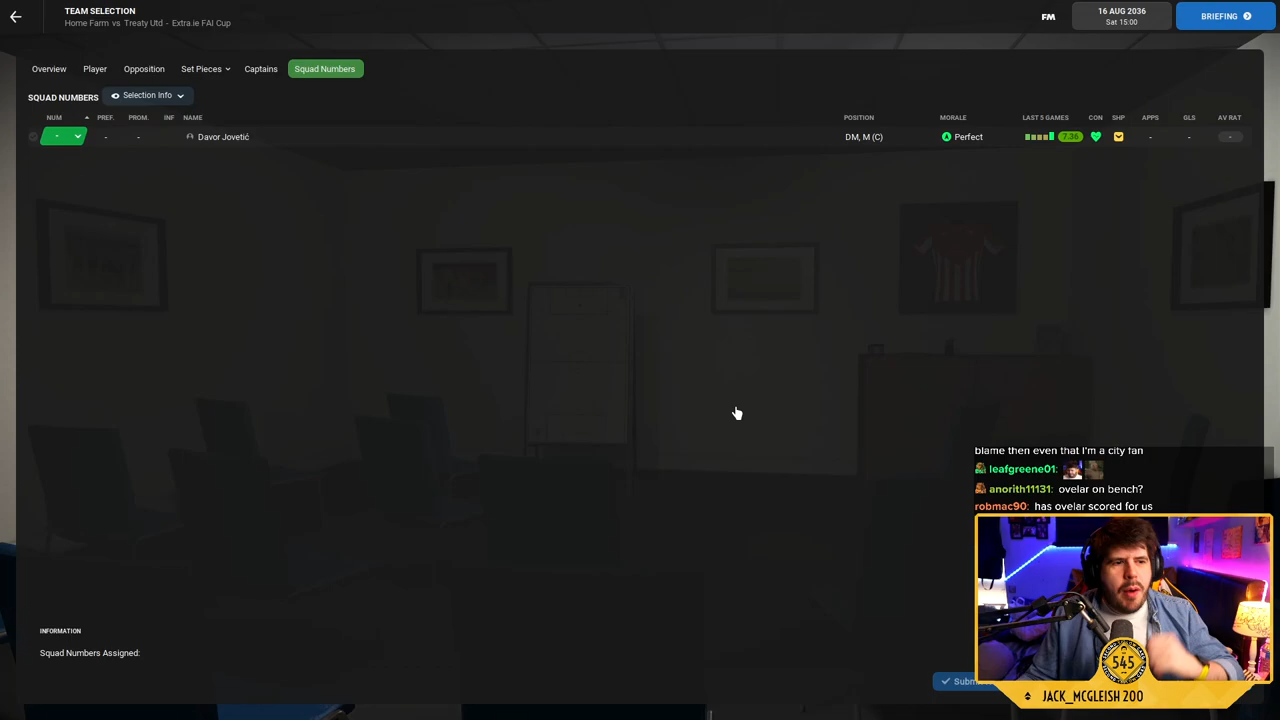 TEAM SELECTION
Home Farm vs Treaty Utd - Extra.ie FAI Cup
FM
16 AUG 2036
Sat 15:00
BRIEFING
Overview Player Opposition Set Pieces Captains Squad Numbers
SQUAD NUMBERS Selection Info
NUM PREF. PROM. INF NAME POSITION MORALE LAST 5 GAMES CON SHP APPS GLS AV RAT
- - - Davor Jovetić DM, M (C) Perfect 7.36 - - -
blame then even that I'm a city fan
leafgreene01:
anorith11131: ovelar on bench?
robmac90: has ovelar scored for us
INFORMATION
Squad Numbers Assigned:
545
JACK_MCGLEISH 200